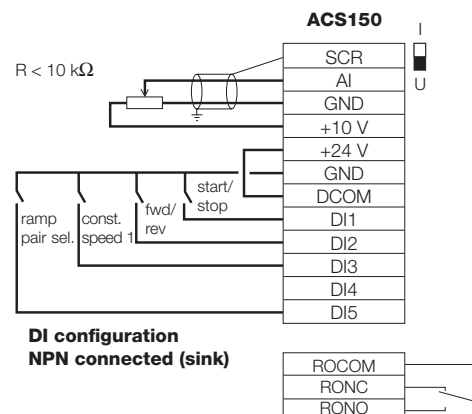 ACS150
I
U
R < 10 kΩ
SCR
AI
GND
+10 V
+24 V
GND
DCOM
DI1
DI2
DI3
DI4
DI5
ramp
pair sel.
const.
speed 1
fwd/
rev
start/
stop
DI configuration
NPN connected (sink)
ROCOM
RONC
RONO